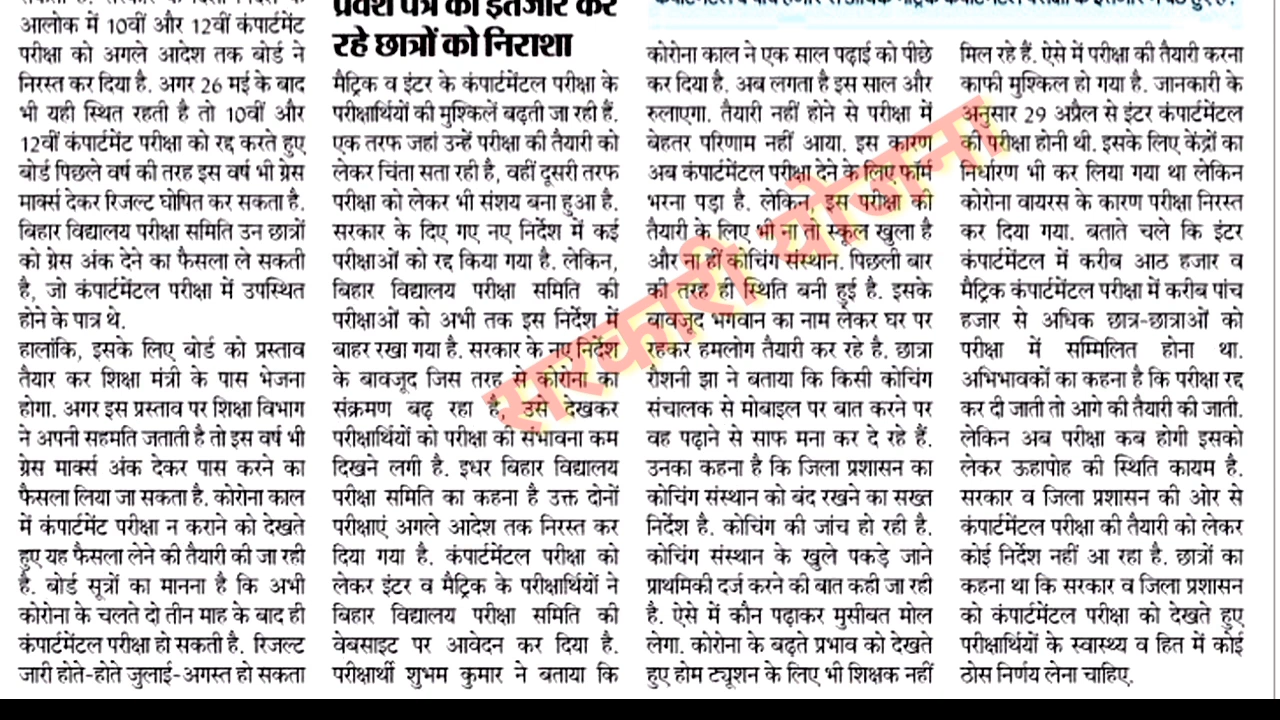 आलोक में 10वीं और 12वीं कंपार्टमेंट
परीक्षा को अगले आदेश तक बोर्ड ने
निरस्त कर दिया है. अगर 26 मई के बाद
भी यही स्थित रहती है तो 10वीं और
12वीं कंपार्टमेंट परीक्षा को रद्द करते हुए
बोर्ड पिछले वर्ष की तरह इस वर्ष भी ग्रेस
मार्क्स देकर रिजल्ट घोषित कर सकता है.
बिहार विद्यालय परीक्षा समिति उन छात्रों
को ग्रेस अंक देने का फैसला ले सकती
है, जो कंपार्टमेंटल परीक्षा में उपस्थित
होने के पात्र थे.
हालांकि, इसके लिए बोर्ड को प्रस्ताव
तैयार कर शिक्षा मंत्री के पास भेजना
होगा. अगर इस प्रस्ताव पर शिक्षा विभाग
ने अपनी सहमति जताती है तो इस वर्ष भी
ग्रेस मार्क्स अंक देकर पास करने का
फैसला लिया जा सकता है. कोरोना काल
में कंपार्टमेंट परीक्षा न कराने को देखते
हुए यह फैसला लेने की तैयारी की जा रही
है. बोर्ड सूत्रों का मानना है कि अभी
कोरोना के चलते दो तीन माह के बाद ही
कंपार्टमेंटल परीक्षा हो सकती है. रिजल्ट
जारी होते-होते जुलाई-अगस्त हो सकता
प्रवेश पत्र का इंतजार कर
रहे छात्रों को निराशा
मैट्रिक व इंटर के कंपार्टमेंटल परीक्षा के
परीक्षार्थियों की मुश्किलें बढ़ती जा रही हैं.
एक तरफ जहां उन्हें परीक्षा की तैयारी को
लेकर चिंता सता रही है, वहीं दूसरी तरफ
परीक्षा को लेकर भी संशय बना हुआ है.
सरकार के दिए गए नए निर्देश में कई
परीक्षाओं को रद्द किया गया है. लेकिन,
बिहार विद्यालय परीक्षा समिति की
परीक्षाओं को अभी तक इस निर्देश में
बाहर रखा गया है. सरकार के नए निर्देश
के बावजूद जिस तरह से कोरोना का
संक्रमण बढ़ रहा है, उसे देखकर
परीक्षार्थियों को परीक्षा की संभावना कम
दिखने लगी है. इधर बिहार विद्यालय
परीक्षा समिति का कहना है उक्त दोनों
परीक्षाएं अगले आदेश तक निरस्त कर
दिया गया है. कंपार्टमेंटल परीक्षा को
लेकर इंटर व मैट्रिक के परीक्षार्थियों ने
बिहार विद्यालय परीक्षा समिति की
वेबसाइट पर आवेदन कर दिया है.
परीक्षार्थी शुभम कुमार ने बताया कि
कोरोना काल ने एक साल पढ़ाई को पीछे
कर दिया है. अब लगता है इस साल और
रुलाएगा. तैयारी नहीं होने से परीक्षा में
बेहतर परिणाम नहीं आया. इस कारण
अब कंपार्टमेंटल परीक्षा देने के लिए फॉर्म
भरना पड़ा है. लेकिन, इस परीक्षा की
तैयारी के लिए भी ना तो स्कूल खुला है
और ना हीं कोचिंग संस्थान. पिछली बार
की तरह ही स्थिति बनी हुई है. इसके
बावजूद भगवान का नाम लेकर घर पर
रहकर हमलोग तैयारी कर रहे है. छात्रा
रौशनी झा ने बताया कि किसी कोचिंग
संचालक से मोबाइल पर बात करने पर
वह पढ़ाने से साफ मना कर दे रहे हैं.
उनका कहना है कि जिला प्रशासन का
कोचिंग संस्थान को बंद रखने का सख्त
निर्देश है. कोचिंग की जांच हो रही है.
कोचिंग संस्थान के खुले पकड़े जाने
प्राथमिकी दर्ज करने की बात कही जा रही
है. ऐसे में कौन पढ़ाकर मुसीबत मोल
लेगा. कोरोना के बढ़ते प्रभाव को देखते
हुए होम ट्यूशन के लिए भी शिक्षक नहीं
मिल रहे हैं. ऐसे में परीक्षा की तैयारी करना
काफी मुश्किल हो गया है. जानकारी के
अनुसार 29 अप्रैल से इंटर कंपार्टमेंटल
की परीक्षा होनी थी. इसके लिए केंद्रों का
निर्धारण भी कर लिया गया था लेकिन
कोरोना वायरस के कारण परीक्षा निरस्त
कर दिया गया. बताते चले कि इंटर
कंपार्टमेंटल में करीब आठ हजार व
मैट्रिक कंपार्टमेंटल परीक्षा में करीब पांच
हजार से अधिक छात्र-छात्राओं को
परीक्षा में सम्मिलित होना था.
अभिभावकों का कहना है कि परीक्षा रद्द
कर दी जाती तो आगे की तैयारी की जाती.
लेकिन अब परीक्षा कब होगी इसको
लेकर ऊहापोह की स्थिति कायम है.
सरकार व जिला प्रशासन की ओर से
कंपार्टमेंटल परीक्षा की तैयारी को लेकर
कोई निर्देश नहीं आ रहा है. छात्रों का
कहना था कि सरकार व जिला प्रशासन
को कंपार्टमेंटल परीक्षा को देखते हुए
परीक्षार्थियों के स्वास्थ्य व हित में कोई
ठोस निर्णय लेना चाहिए.
सरकारी योजना